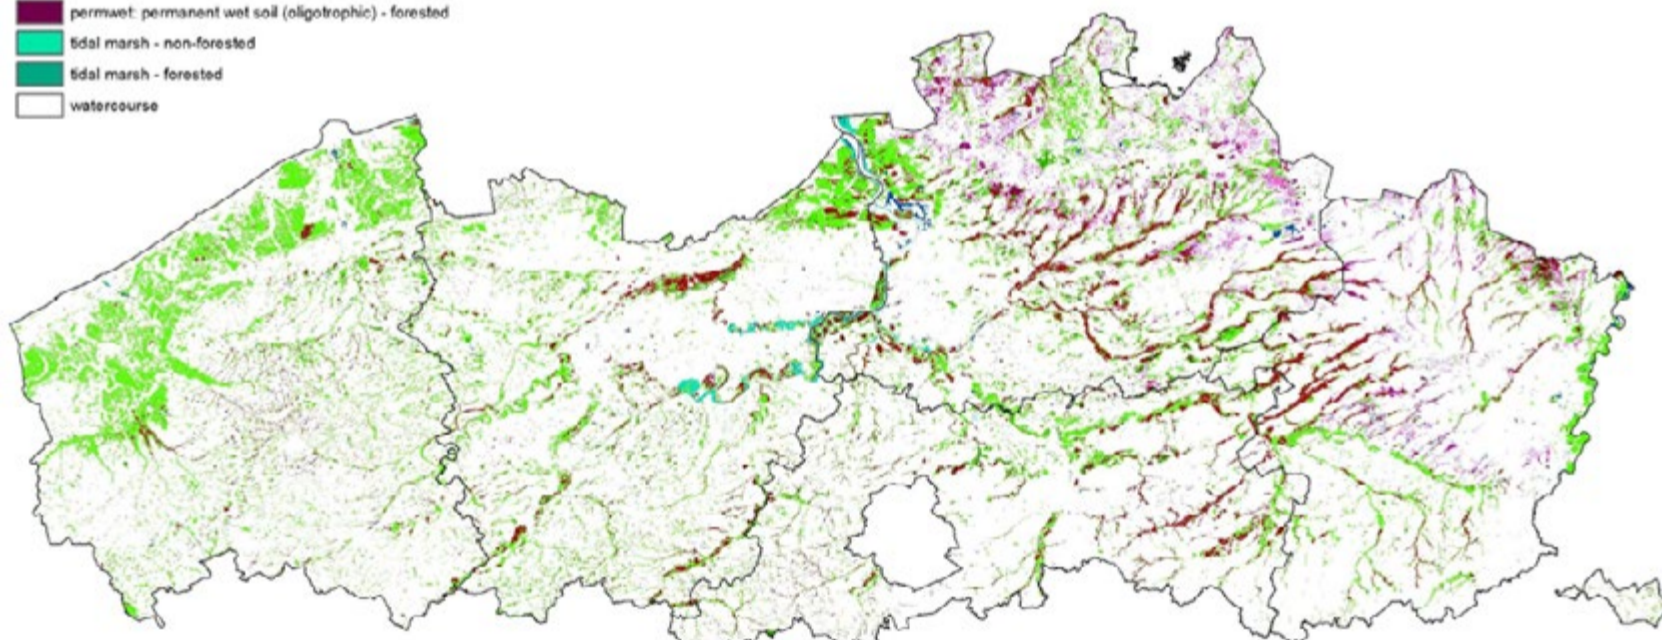 permwet: permanent wet soil (oligotrophic) - forested
tidal marsh - non-forested
tidal marsh - forested
watercourse